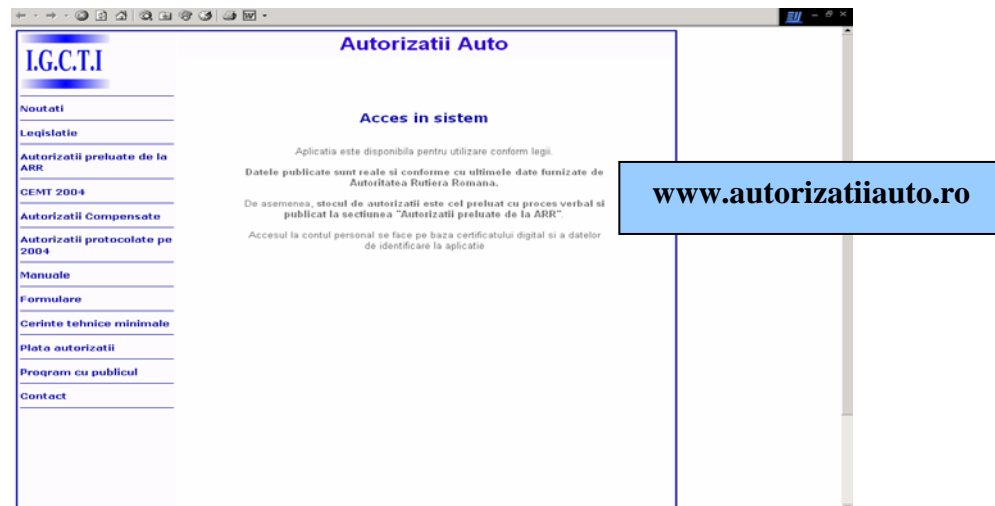 Autorizatii Auto
I.G.C.T.I
Noutati
Legislatie
Autorizatii preluate de la
ARR
CEMT 2004
Autorizatii Compensate
Autorizatii protocolate pe
2004
Manuale
Formulare
Cerinte tehnice minimale
Plata autorizatii
Program cu publicul
Contact
Acces in sistem
Aplicatia este disponibila pentru utilizare conform legii.
Datele publicate sunt reale si conforme cu ultimele date furnizate de
Autoritatea Rutiera Romana.
De asemenea, stocul de autorizatii este cel preluat cu proces verbal si
publicat la sectiunea "Autorizatii preluate de la ARR".
Accesul la contul personal se face pe baza certificatului digital si a datelor
de identificare la aplicatie
www.autorizatiiauto.ro